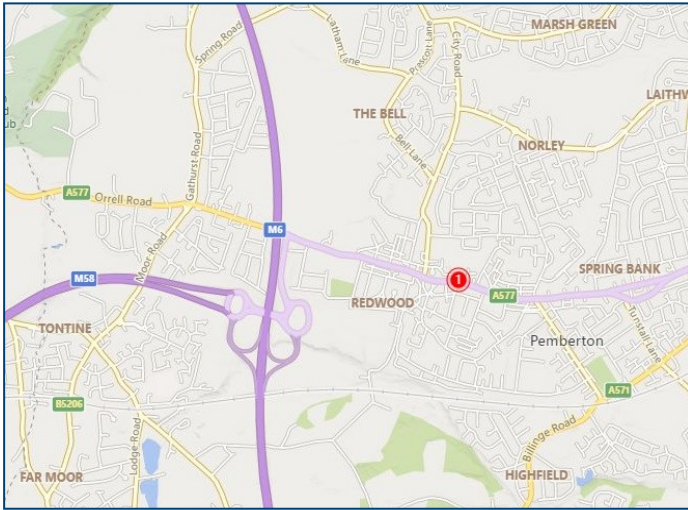 MARSH GREEN
Spring Road
Latham Lane
Prescott Lane
City Road
LAITHW
THE BELL
NORLEY
Bell Lane
Gathurst Road
A577
Orrell Road
M6
Moor Road
M58
1
A577
SPRING BANK
REDWOOD
TONTINE
Pemberton
Tunstall Lane
A571
B5206
Billinge Road
Lodge Road
FAR MOOR
HIGHFIELD